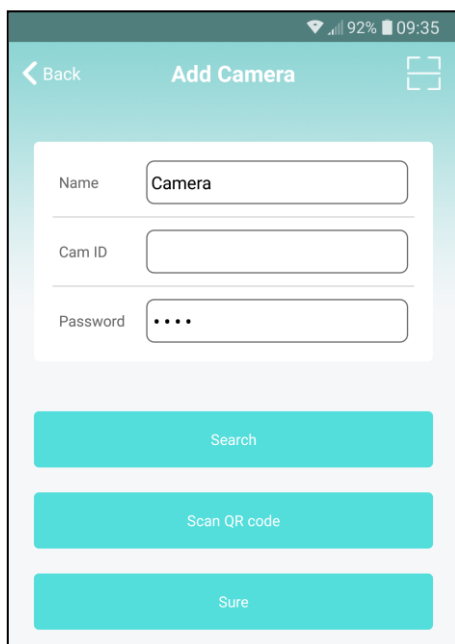 92% 09:35
Back Add Camera
Name Camera
Cam ID
Password ••••
Search
Scan QR code
Sure